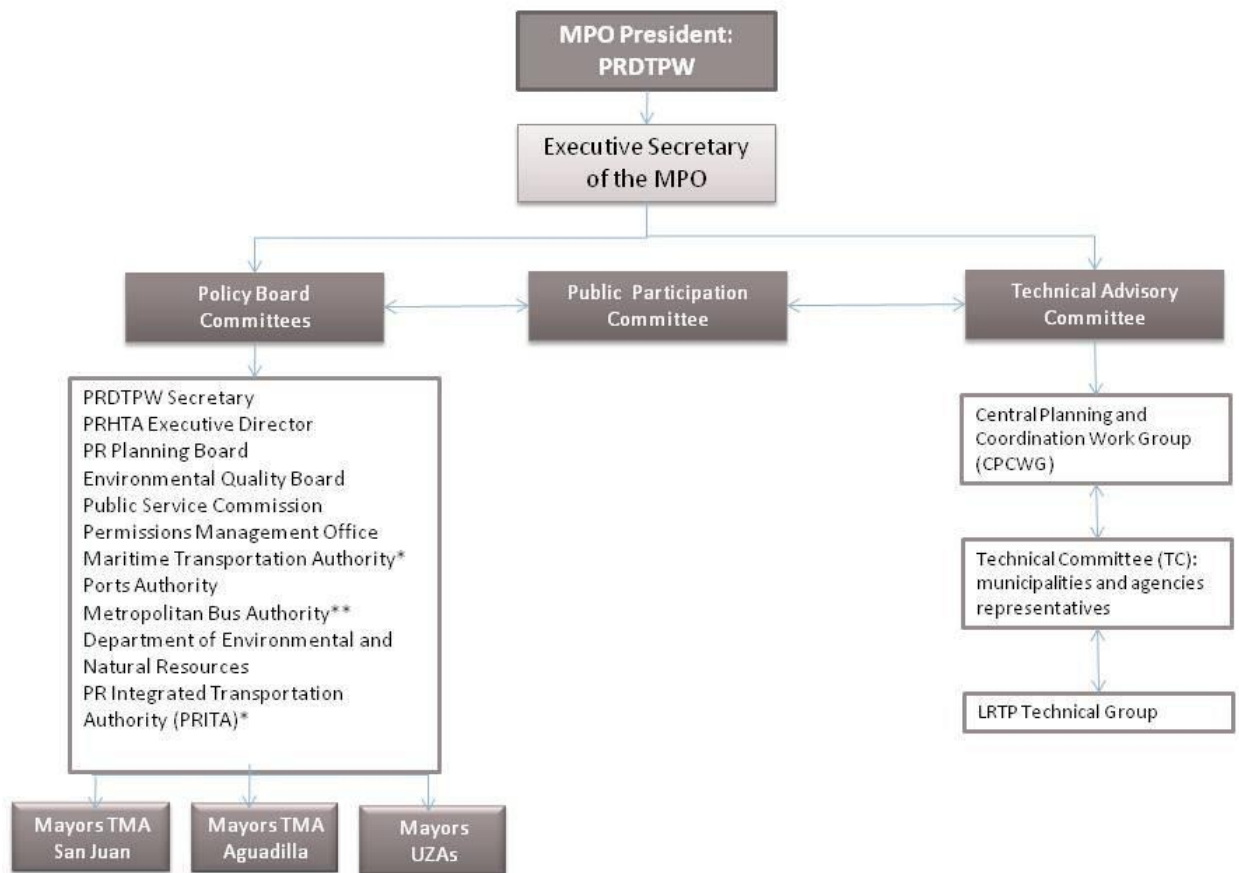 MPO President:
PRDTPW
Executive Secretary
of the MPO
Policy Board
Committees
Public Participation
Committee
Technical Advisory
Committee
PRDTPW Secretary
PRHTA Executive Director
PR Planning Board
Environmental Quality Board
Public Service Commission
Permissions Management Office
Maritime Transportation Authority*
Ports Authority
Metropolitan Bus Authority**
Department of Environmental and
Natural Resources
PR Integrated Transportation
Authority (PRITA)*
Central Planning and
Coordination Work Group
(CPCWG)
Technical Committee (TC):
municipalities and agencies
representatives
LRTP Technical Group
Mayors TMA
San Juan
Mayors TMA
Aguadilla
Mayors
UZAs